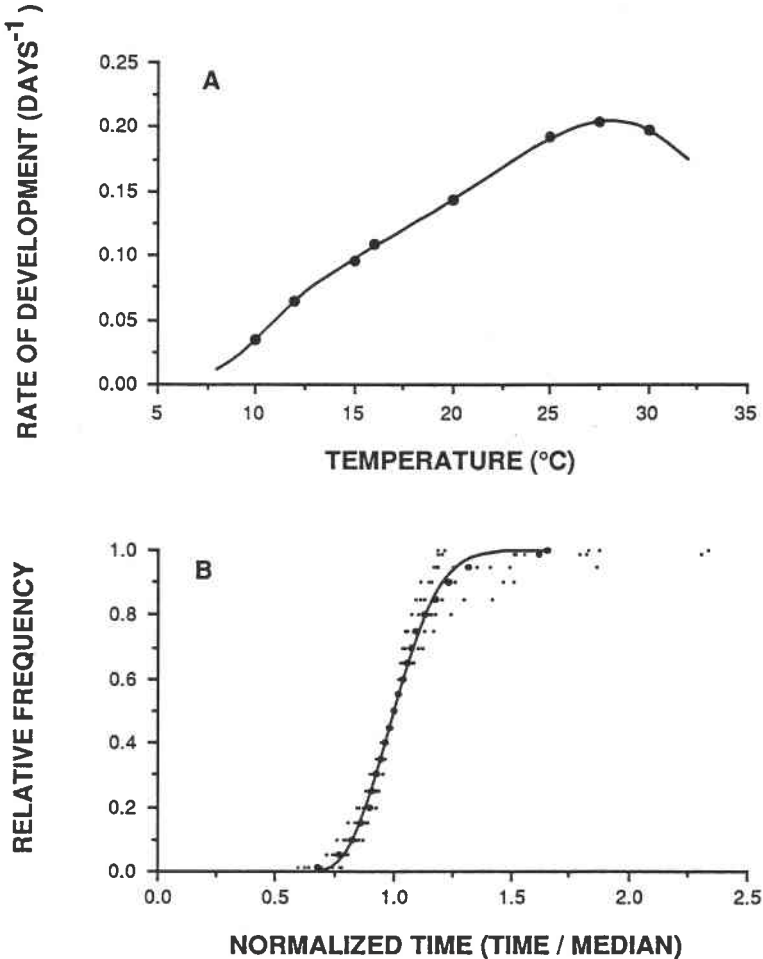 RATE OF DEVELOPMENT (DAYS⁻¹)
A
0.25
0.20
0.15
0.10
0.05
0.00
5 10 15 20 25 30 35
TEMPERATURE (°C)
RELATIVE FREQUENCY
B
1.0
0.8
0.6
0.4
0.2
0.0
0.0 0.5 1.0 1.5 2.0 2.5
NORMALIZED TIME (TIME / MEDIAN)